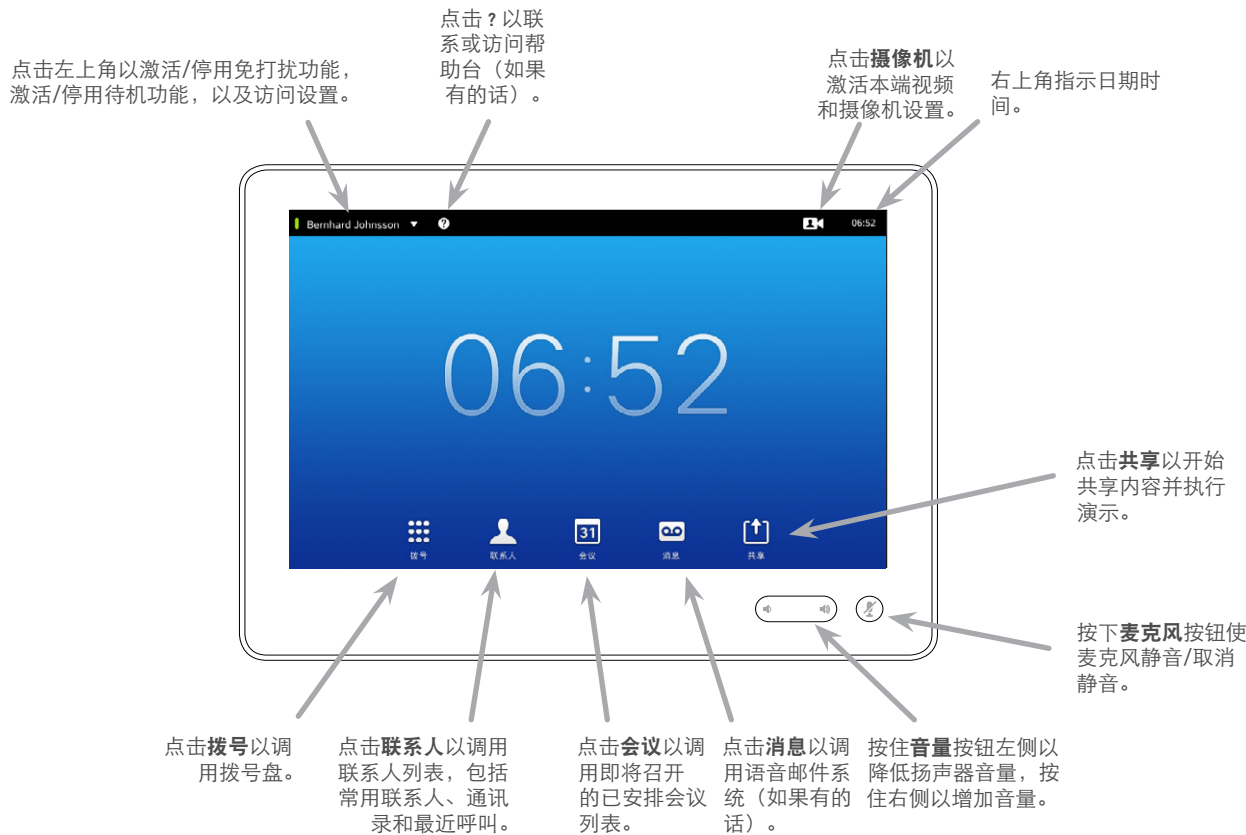 点击 ? 以联
系或访问帮
助台（如果
有的话）。
点击左上角以激活/停用免打扰功能，
激活/停用待机功能，以及访问设置。
点击摄像机以
激活本端视频
和摄像机设置。
右上角指示日期时
间。
Bernhard Johnsson
?
06:52
06:52
31
拨号
联系人
会议
消息
共享
点击共享以开始
共享内容并执行
演示。
按下麦克风按钮使
麦克风静音/取消
静音。
点击拨号以调
用拨号盘。
点击联系人以调用
联系人列表，包括
常用联系人、通讯
录和最近呼叫。
点击会议以调
用即将召开
的已安排会议
列表。
点击消息以调
用语音邮件系
统（如果有的
话）。
按住音量按钮左侧以
降低扬声器音量，按
住右侧以增加音量。